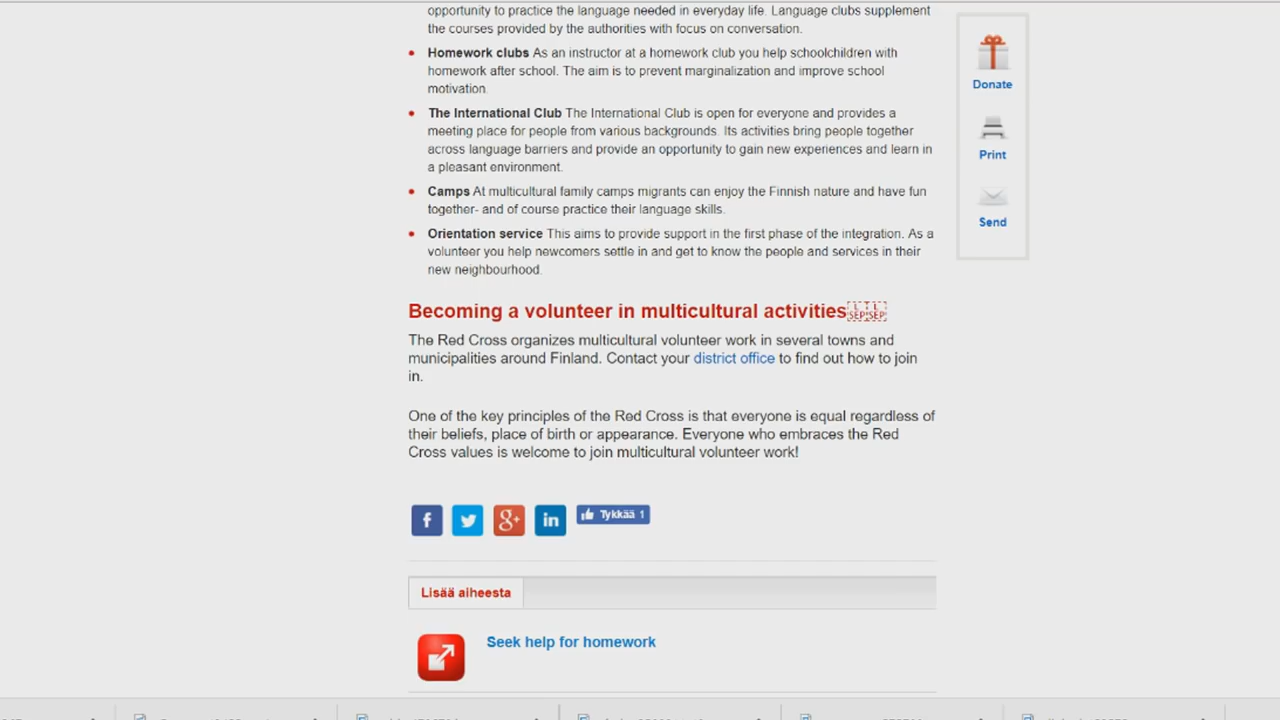 opportunity to practice the language needed in everyday life. Language clubs supplement
the courses provided by the authorities with focus on conversation.
Homework clubs As an instructor at a homework club you help schoolchildren with
homework after school. The aim is to prevent marginalization and improve school
motivation.
The International Club The International Club is open for everyone and provides a
meeting place for people from various backgrounds. Its activities bring people together
across language barriers and provide an opportunity to gain new experiences and learn in
a pleasant environment.
Camps At multicultural family camps migrants can enjoy the Finnish nature and have fun
together- and of course practice their language skills.
Orientation service This aims to provide support in the first phase of the integration. As a
volunteer you help newcomers settle in and get to know the people and services in their
new neighbourhood.
Becoming a volunteer in multicultural activities
The Red Cross organizes multicultural volunteer work in several towns and
municipalities around Finland. Contact your district office to find out how to join
in.
One of the key principles of the Red Cross is that everyone is equal regardless of
their beliefs, place of birth or appearance. Everyone who embraces the Red
Cross values is welcome to join multicultural volunteer work!
Tykkää 1
Lisää aiheesta
Seek help for homework
Donate
Print
Send